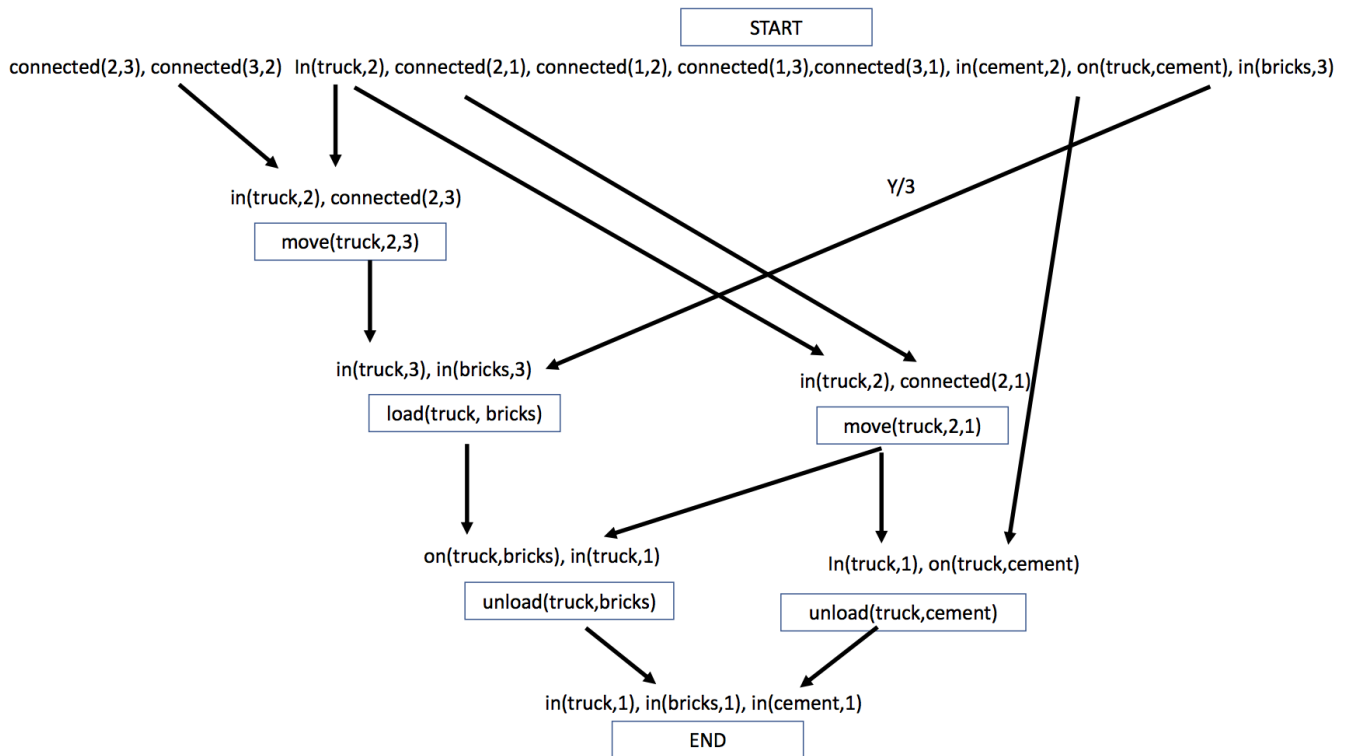 START
connected(2,3), connected(3,2) In(truck,2), connected(2,1), connected(1,2), connected(1,3),connected(3,1), in(cement,2), on(truck,cement), in(bricks,3)
Y/3
in(truck,2), connected(2,3)
move(truck,2,3)
in(truck,3), in(bricks,3)
load(truck, bricks)
in(truck,2), connected(2,1)
move(truck,2,1)
on(truck,bricks), in(truck,1)
unload(truck,bricks)
In(truck,1), on(truck,cement)
unload(truck,cement)
in(truck,1), in(bricks,1), in(cement,1)
END